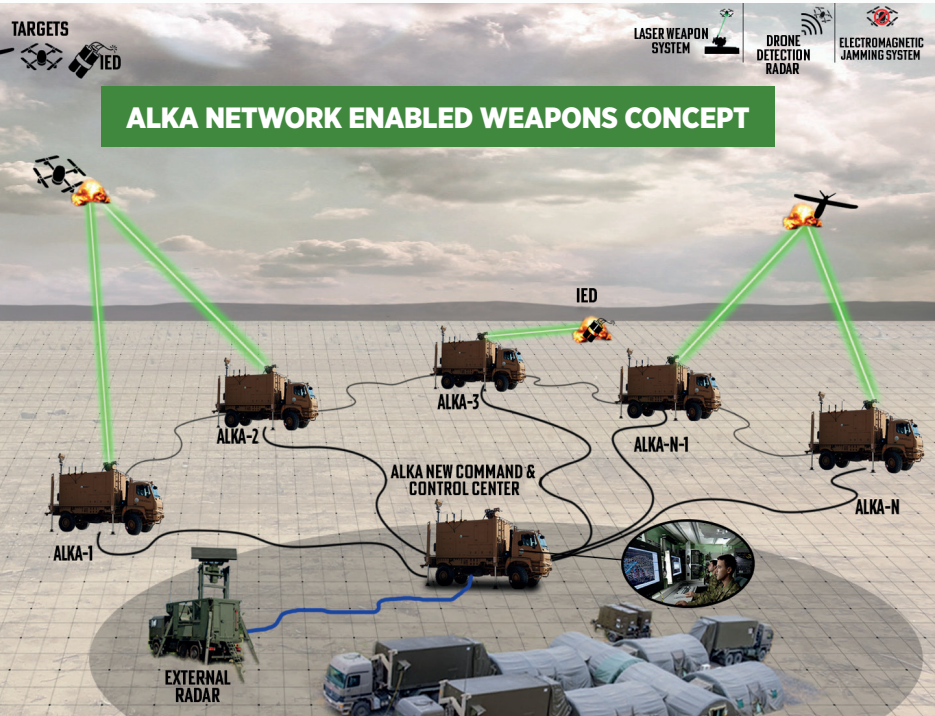 TARGETS
IED
LASER WEAPON
SYSTEM
DRONE
DETECTION
RADAR
ELECTROMAGNETIC
JAMMING SYSTEM
ALKA NETWORK ENABLED WEAPONS CONCEPT
IED
ALKA-3
ALKA-2
ALKA-N-1
ALKA NEW COMMAND &
CONTROL CENTER
ALKA-N
ALKA-1
EXTERNAL
RADAR